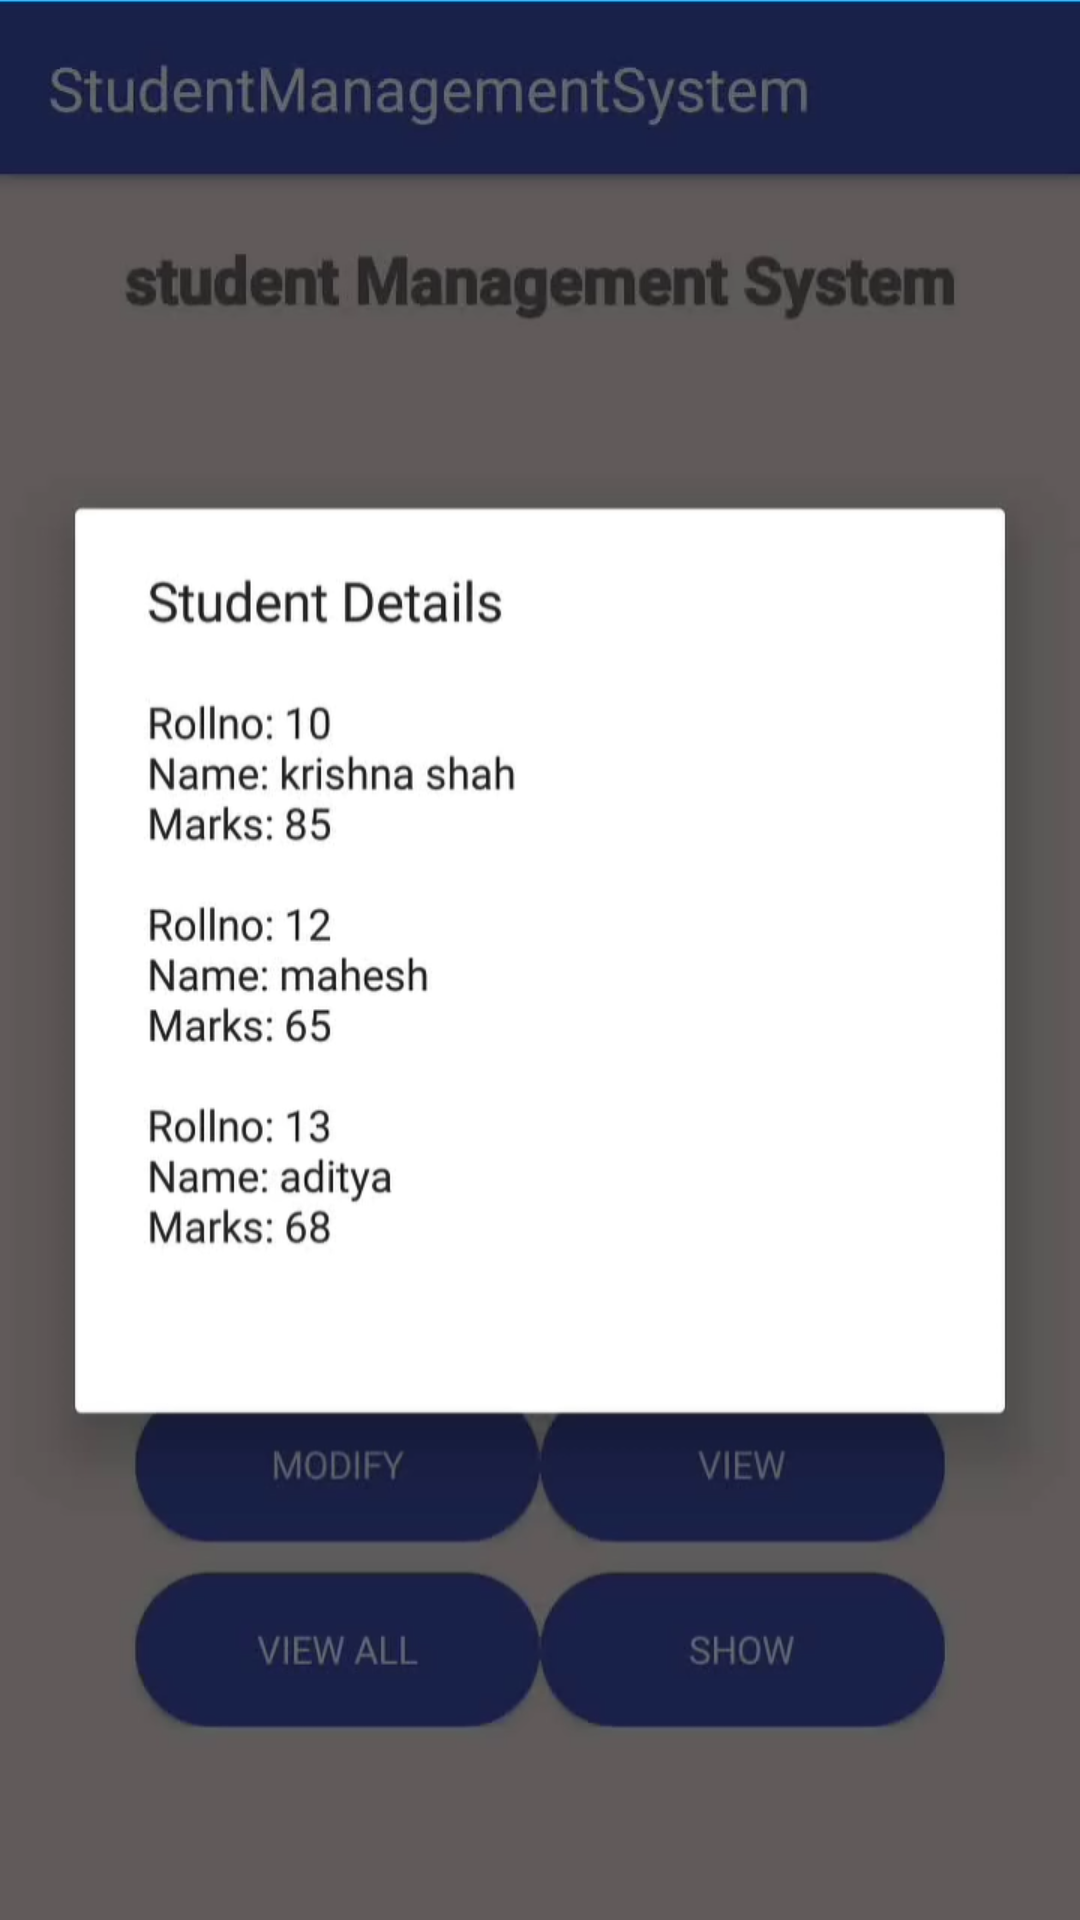 StudentManagementSystem
student Management System
Student Details
Rollno: 10
Name: krishna shah
Marks: 85
Rollno: 12
Name: mahesh
Marks: 65
Rollno: 13
Name: aditya
Marks: 68
MODIFY VIEW
VIEW ALL SHOW